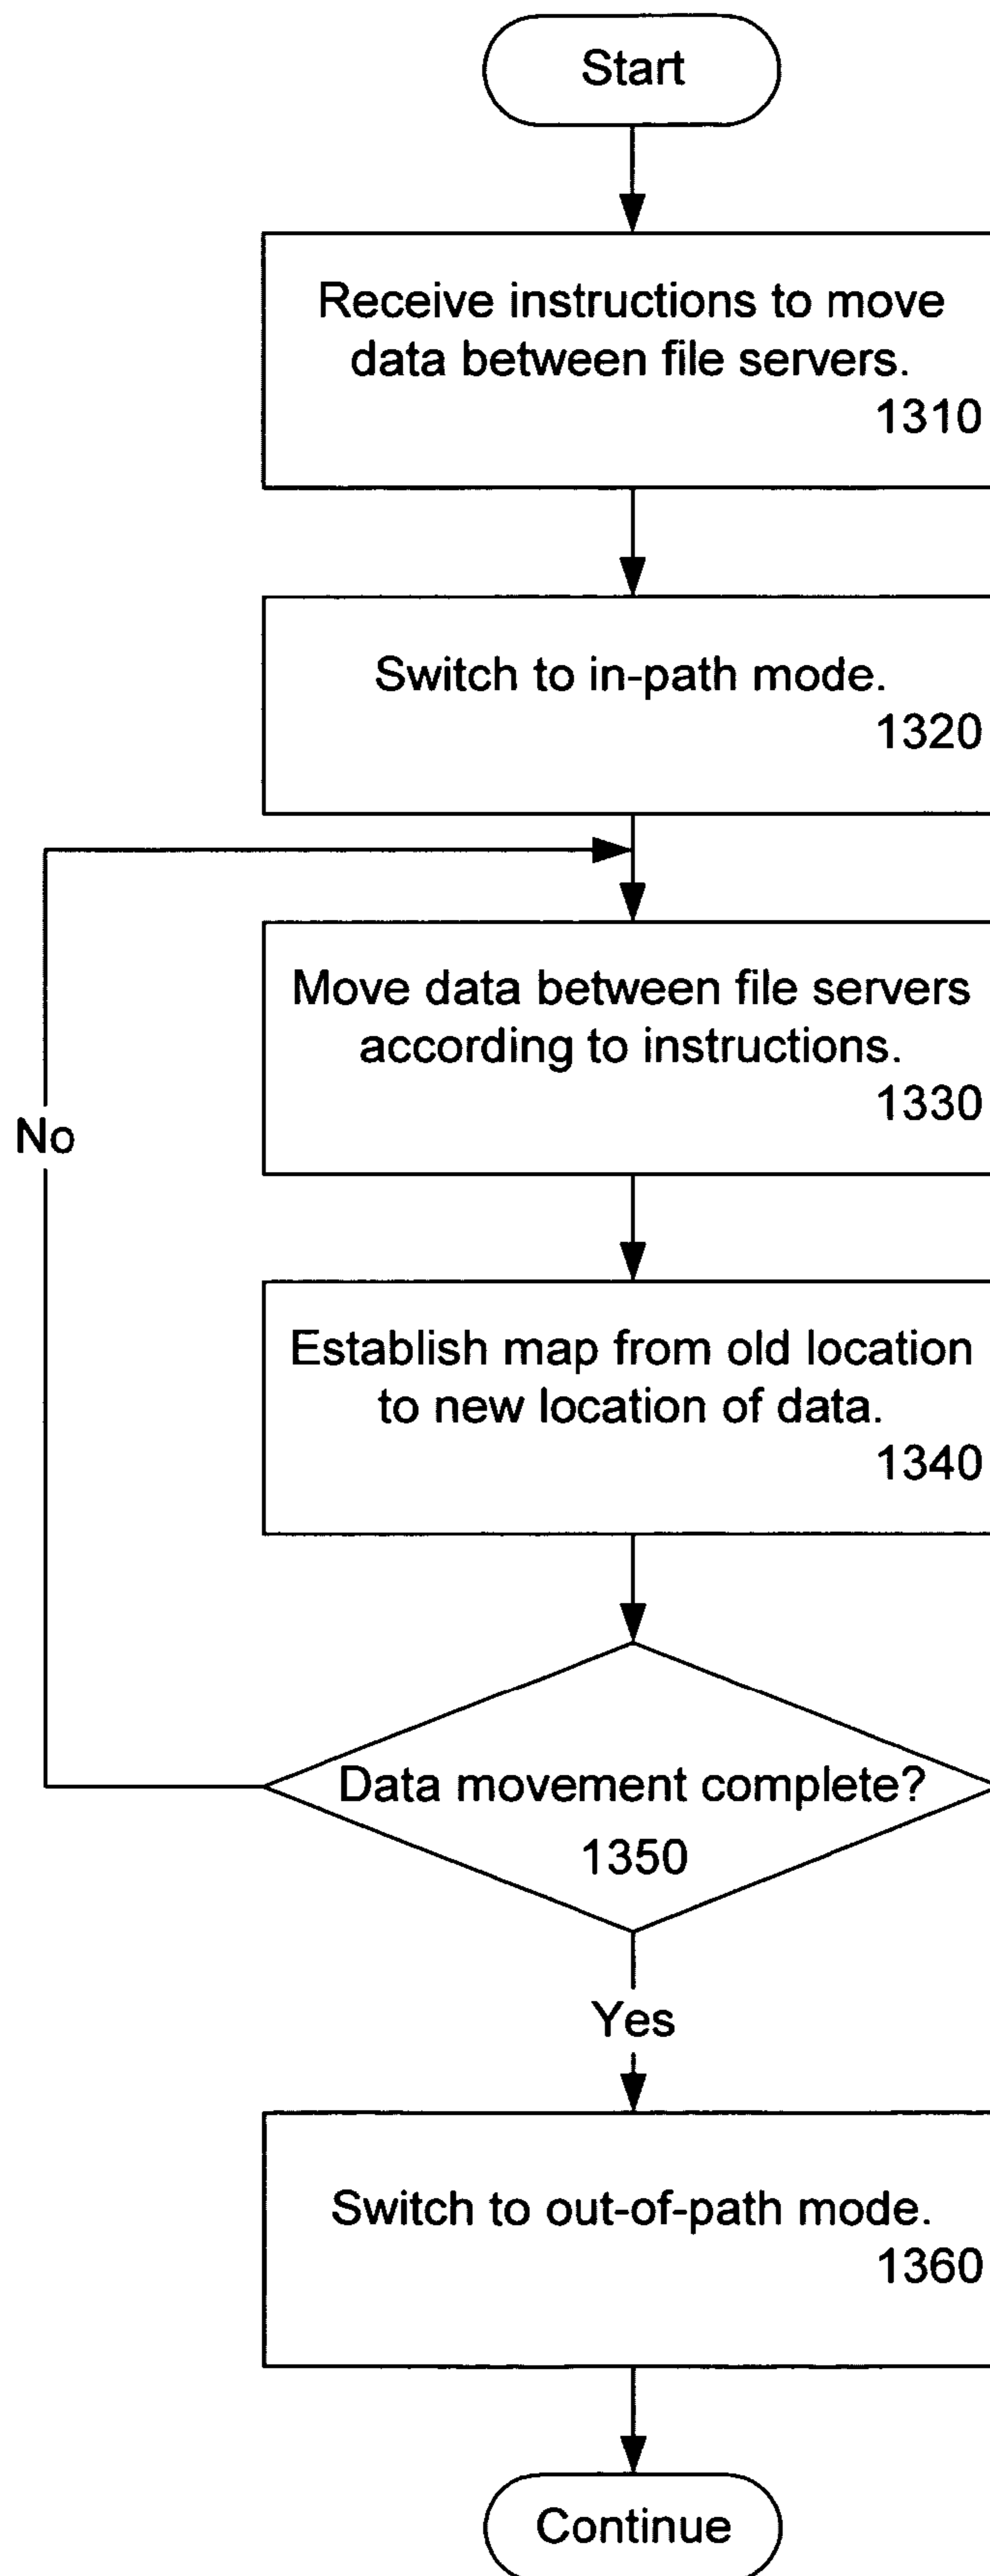 Start
Receive instructions to move
data between file servers.
1310
Switch to in-path mode.
1320
Move data between file servers
according to instructions.
1330
No
Establish map from old location
to new location of data.
1340
Data movement complete?
1350
Yes
Switch to out-of-path mode.
1360
Continue